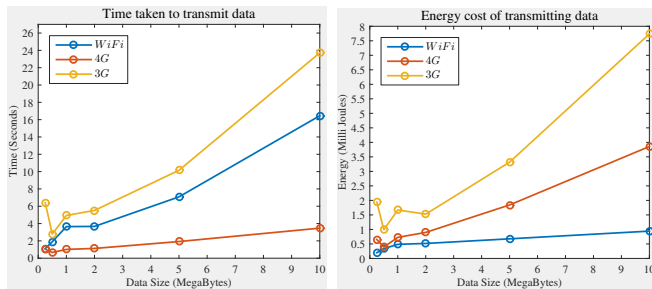 Time taken to transmit data
26
24
22
20
18
16
14
12
10
8
6
4
2
0
Time (Seconds)
WiFi
4G
3G
0 1 2 3 4 5 6 7 8 9 10
Data Size (MegaBytes)
Energy cost of transmitting data
8
7.5
7
6.5
6
5.5
5
4.5
4
3.5
3
2.5
2
1.5
1
0.5
0
Energy (Milli Joules)
WiFi
4G
3G
0 1 2 3 4 5 6 7 8 9 10
Data Size (MegaBytes)